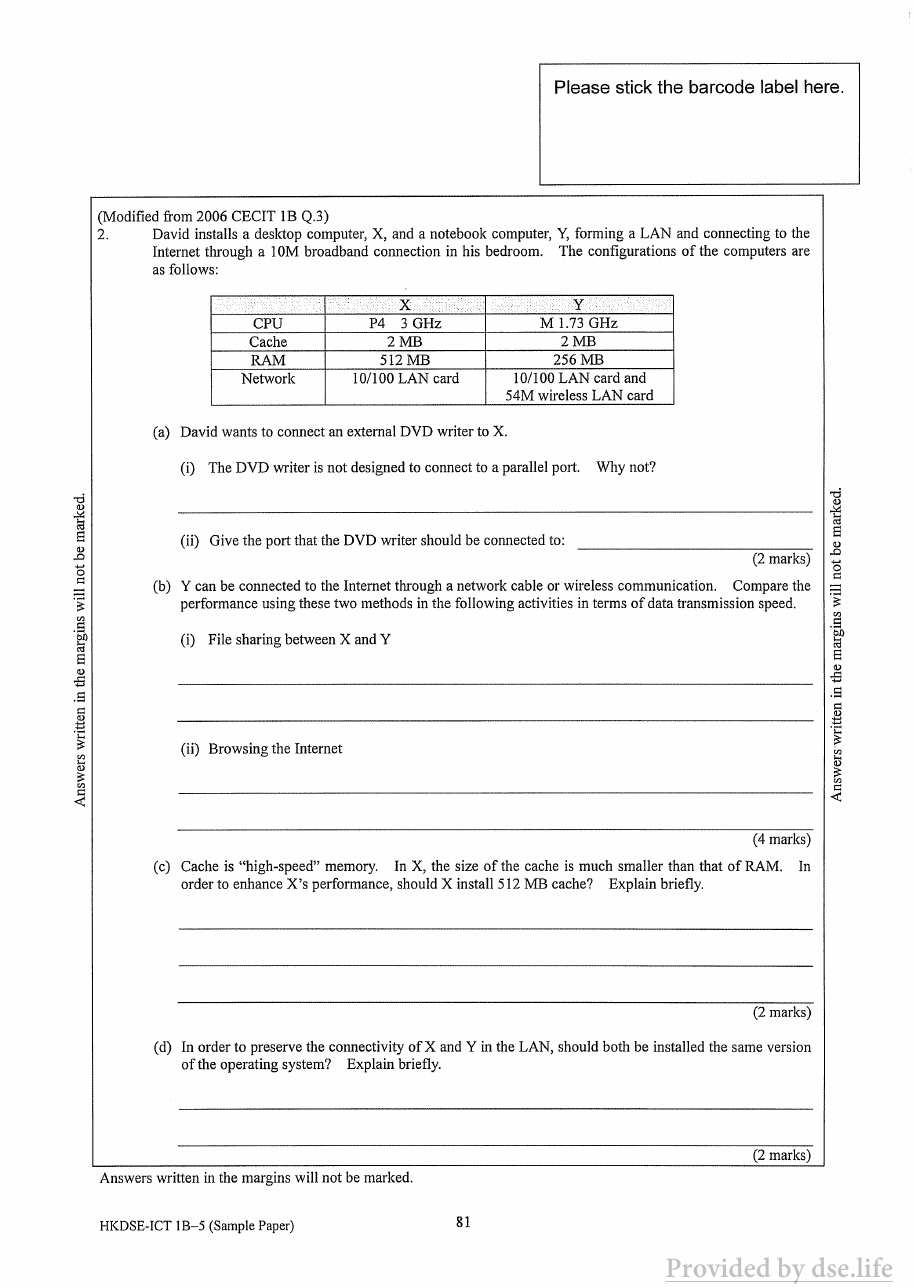 Please stick the barcode label here.
(Modified from 2006 CECIT 1B Q.3)
2. David installs a desktop computer, X, and a notebook computer, Y, forming a LAN and connecting to the
Internet through a 10M broadband connection in his bedroom. The configurations of the computers are
as follows:
X Y
CPU P4 3 GHz M 1.73 GHz
Cache 2 MB 2 MB
RAM 512 MB 256 MB
Network 10/100 LAN card 10/100 LAN card and
54M wireless LAN card
(a) David wants to connect an external DVD writer to X.
(i) The DVD writer is not designed to connect to a parallel port. Why not?
(ii) Give the port that the DVD writer should be connected to:
(2 marks)
(b) Y can be connected to the Internet through a network cable or wireless communication. Compare the
performance using these two methods in the following activities in terms of data transmission speed.
(i) File sharing between X and Y
(ii) Browsing the Internet
(4 marks)
(c) Cache is “high-speed” memory. In X, the size of the cache is much smaller than that of RAM. In
order to enhance X’s performance, should X install 512 MB cache? Explain briefly.
(2 marks)
(d) In order to preserve the connectivity of X and Y in the LAN, should both be installed the same version
of the operating system? Explain briefly.
(2 marks)
Answers written in the margins will not be marked.
Answers written in the margins will not be marked.
Answers written in the margins will not be marked.
HKDSE-ICT 1B–5 (Sample Paper)
81
Provided by dse.life